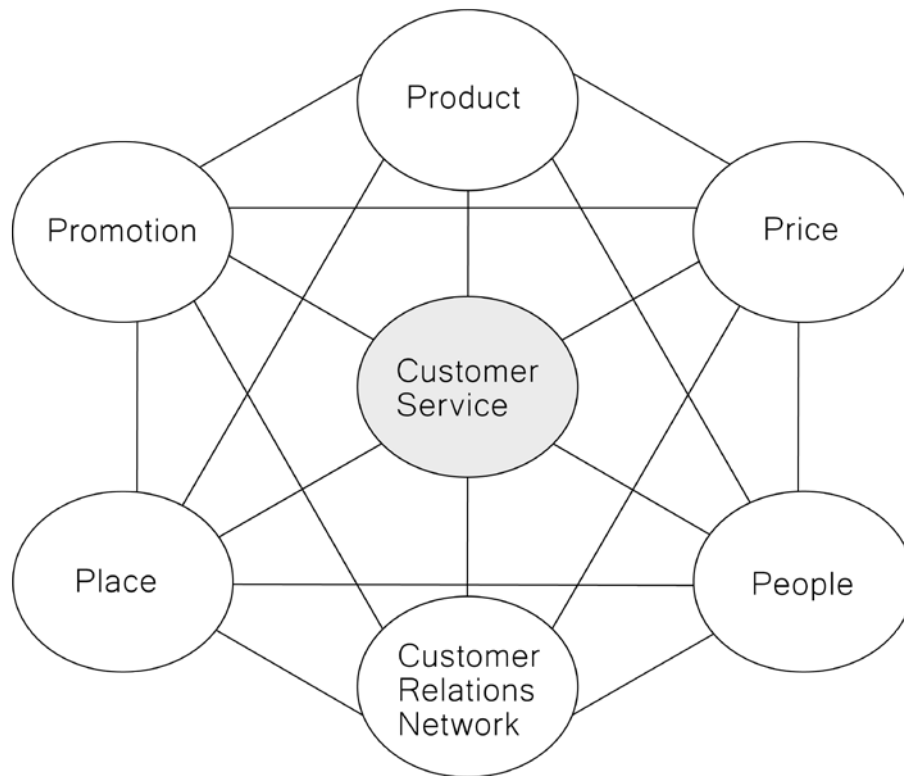 Product
Promotion
Price
Customer
Service
Place
People
Customer
Relations
Network